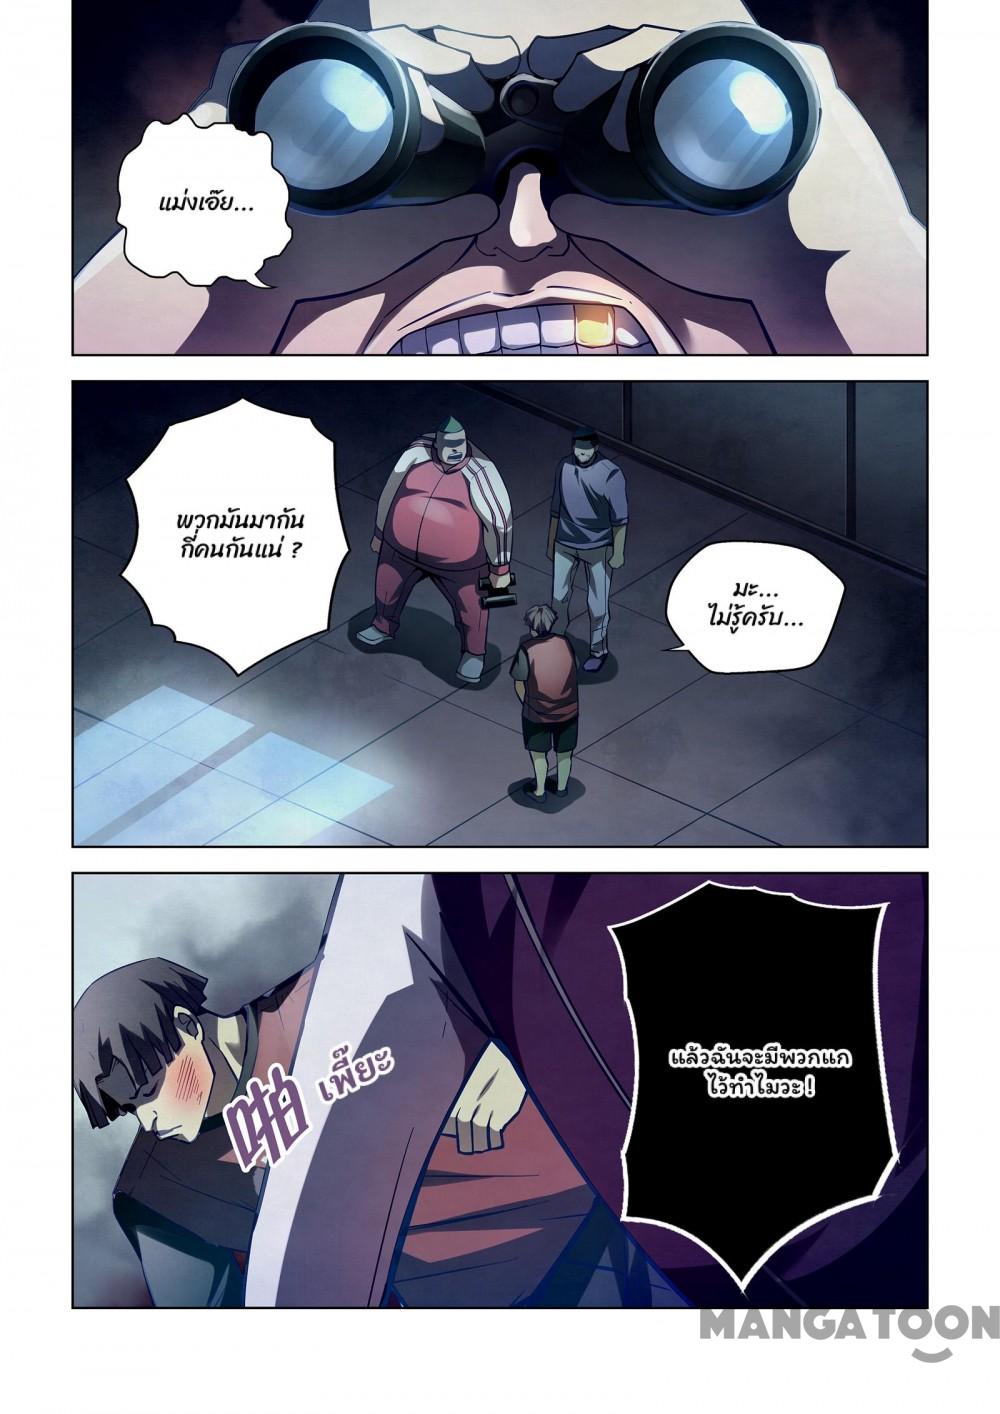 แม่งเอ๊ย...
พวกมันมากัน
กี่คนกันแน่ ?
มะ...
ไม่รู้ครับ...
แล้วฉันจะมีพวกแก
ไว้ทำไมวะ !
เพี๊ยะ
啪
MANGATOON